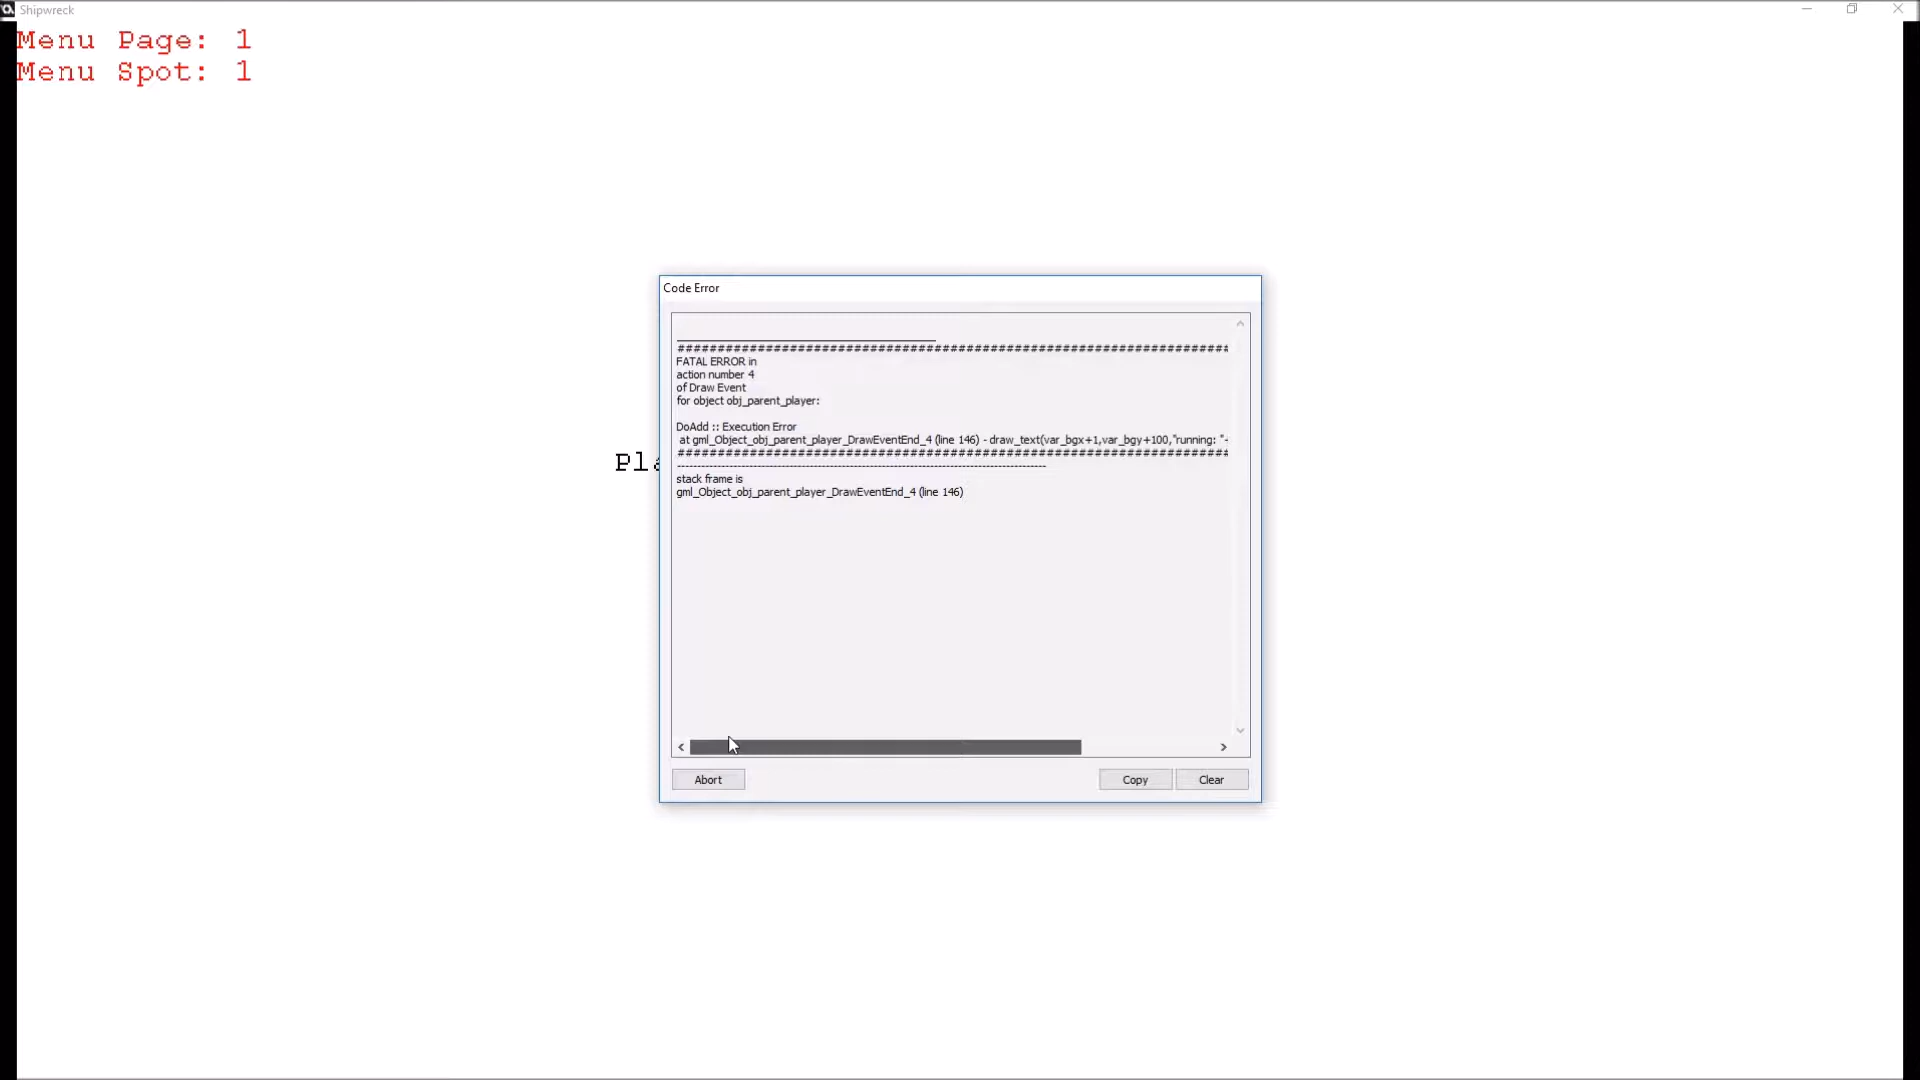 Shipwreck
Menu Page: 1
Menu Spot: 1
Code Error
###########################################################################
FATAL ERROR in
action number 4
of Draw Event
for object obj_parent_player:
DoAdd :: Execution Error
at gml_Object_obj_parent_player_DrawEventEnd_4 (line 146) - draw_text(var_bgx+1,var_bgy+100,"running: "-
###########################################################################
--------------------------------------------------------------------------------------------
stack frame is
gml_Object_obj_parent_player_DrawEventEnd_4 (line 146)
Pl
Abort
Copy
Clear